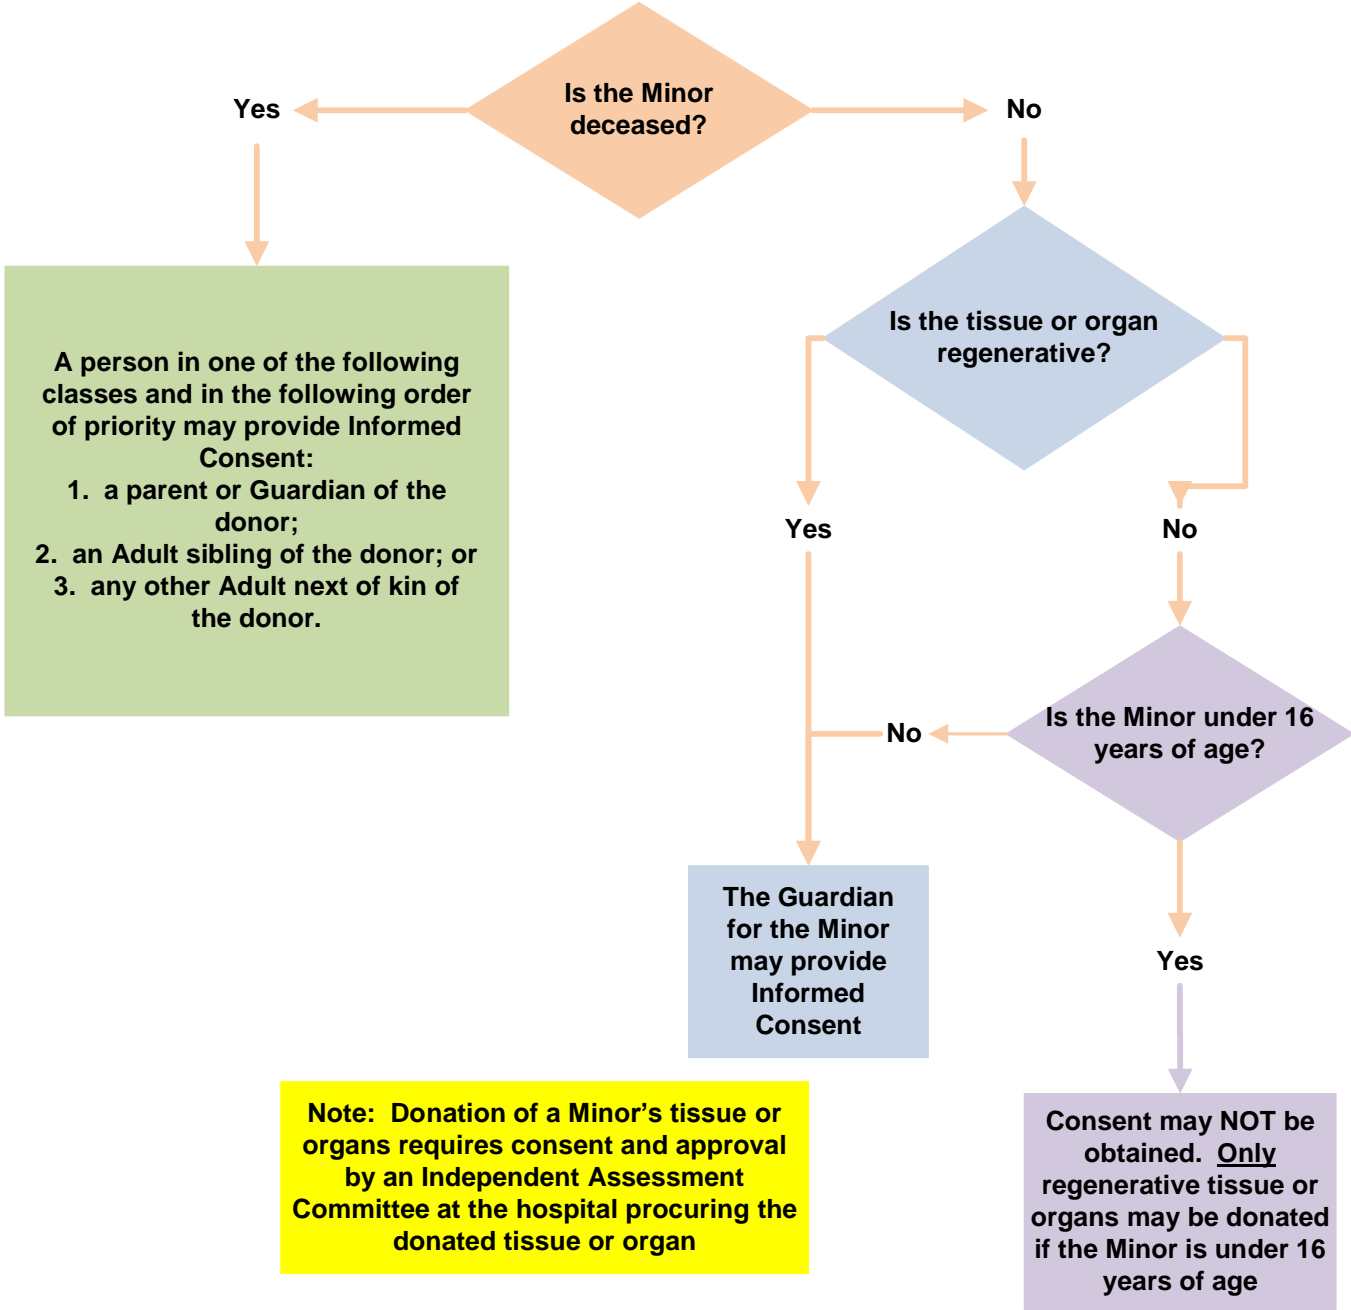 Is the Minor
deceased?
Yes
No
A person in one of the following
classes and in the following order
of priority may provide Informed
Consent:
1. a parent or Guardian of the
donor;
2. an Adult sibling of the donor; or
3. any other Adult next of kin of
the donor.
Is the tissue or organ
regenerative?
Yes
No
Is the Minor under 16
years of age?
No
Yes
The Guardian
for the Minor
may provide
Informed
Consent
Consent may NOT be
obtained. Only
regenerative tissue or
organs may be donated
if the Minor is under 16
years of age
Note: Donation of a Minor's tissue or
organs requires consent and approval
by an Independent Assessment
Committee at the hospital procuring the
donated tissue or organ